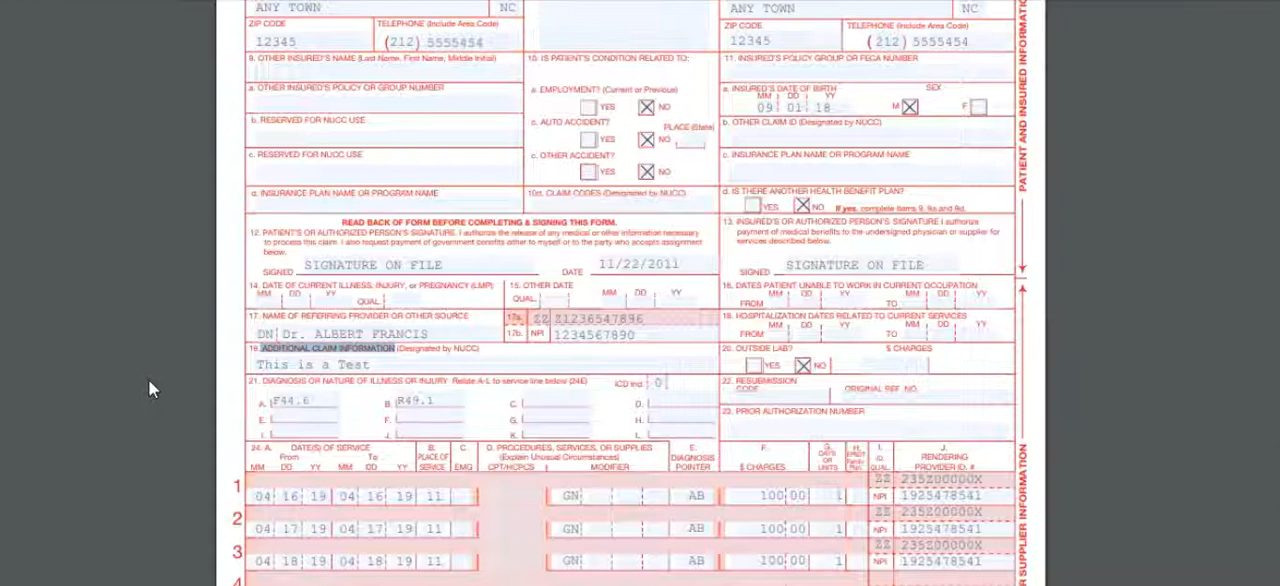 ANY TOWN NC ANY TOWN NC
ZIP CODE TELEPHONE (Include Area Code) ZIP CODE TELEPHONE (Include Area Code)
12345 (212) 5555454 12345 (212) 5555454
9. OTHER INSURED'S NAME (Last Name, First Name, Middle Initial) 10. IS PATIENT'S CONDITION RELATED TO: 11. INSURED'S POLICY GROUP OR FECA NUMBER
a. OTHER INSURED'S POLICY OR GROUP NUMBER a. EMPLOYMENT? (Current or Previous) a. INSURED'S DATE OF BIRTH SEX
MM DD YY
YES NO 09 01 18 M F
b. RESERVED FOR NUCC USE c. AUTO ACCIDENT? PLACE (State) b. OTHER CLAIM ID (Designated by NUCC)
YES NO
c. RESERVED FOR NUCC USE c. OTHER ACCIDENT? c. INSURANCE PLAN NAME OR PROGRAM NAME
YES NO
d. INSURANCE PLAN NAME OR PROGRAM NAME 10d. CLAIM CODES (Designated by NUCC) d. IS THERE ANOTHER HEALTH BENEFIT PLAN?
YES NO If yes, complete items 9, 9a and 9d.
READ BACK OF FORM BEFORE COMPLETING & SIGNING THIS FORM.
12. PATIENT'S OR AUTHORIZED PERSON'S SIGNATURE. I authorize the release of any medical or other information necessary
to process this claim. I also request payment of government benefits either to myself or to the party who accepts assignment
below.
SIGNED SIGNATURE ON FILE DATE 11/22/2011
13. INSURED'S OR AUTHORIZED PERSON'S SIGNATURE I authorize
payment of medical benefits to the undersigned physician or supplier for
services described below.
SIGNED SIGNATURE ON FILE
PATIENT AND INSURED INFORMATIO
14. DATE OF CURRENT ILLNESS, INJURY, or PREGNANCY (LMP) 15. OTHER DATE 16. DATES PATIENT UNABLE TO WORK IN CURRENT OCCUPATION
MM DD YY QUAL. QUAL. MM DD YY MM DD YY MM DD YY
FROM TO
17. NAME OF REFERRING PROVIDER OR OTHER SOURCE 17a. ZZ Z1236547896 18. HOSPITALIZATION DATES RELATED TO CURRENT SERVICES
MM DD YY MM DD YY
DN Dr. ALBERT FRANCIS 17b. NPI 1234567890 FROM TO
19. ADDITIONAL CLAIM INFORMATION (Designated by NUCC) 20. OUTSIDE LAB? $ CHARGES
This is a Test YES NO
21. DIAGNOSIS OR NATURE OF ILLNESS OR INJURY Relate A-L to service line below (24E) ICD Ind. 0 22. RESUBMISSION
CODE ORIGINAL REF. NO.
A. F44.6 B. R49.1 C. D.
E. F. G. H. 23. PRIOR AUTHORIZATION NUMBER
I. J. K. L.
24. A. DATE(S) OF SERVICE B. C. D. PROCEDURES, SERVICES, OR SUPPLIES E. F. G. H. I. J.
From To PLACE OF (Explain Unusual Circumstances) DIAGNOSIS DAYS OR EPSDT ID. RENDERING
MM DD YY MM DD YY SERVICE EMG CPT/HCPCS MODIFIER POINTER $ CHARGES UNITS Plan QUAL. PROVIDER ID. #
ZZ 235Z00000X
1 04 16 19 04 16 19 11 GN AB 100 00 1 NPI 1925478541
ZZ 235Z00000X
2 04 17 19 04 17 19 11 GN AB 100 00 1 NPI 1925478541
ZZ 235Z00000X
3 04 18 19 04 18 19 11 GN AB 100 00 1 NPI 1925478541
4
R SUPPLIER INFORMATION